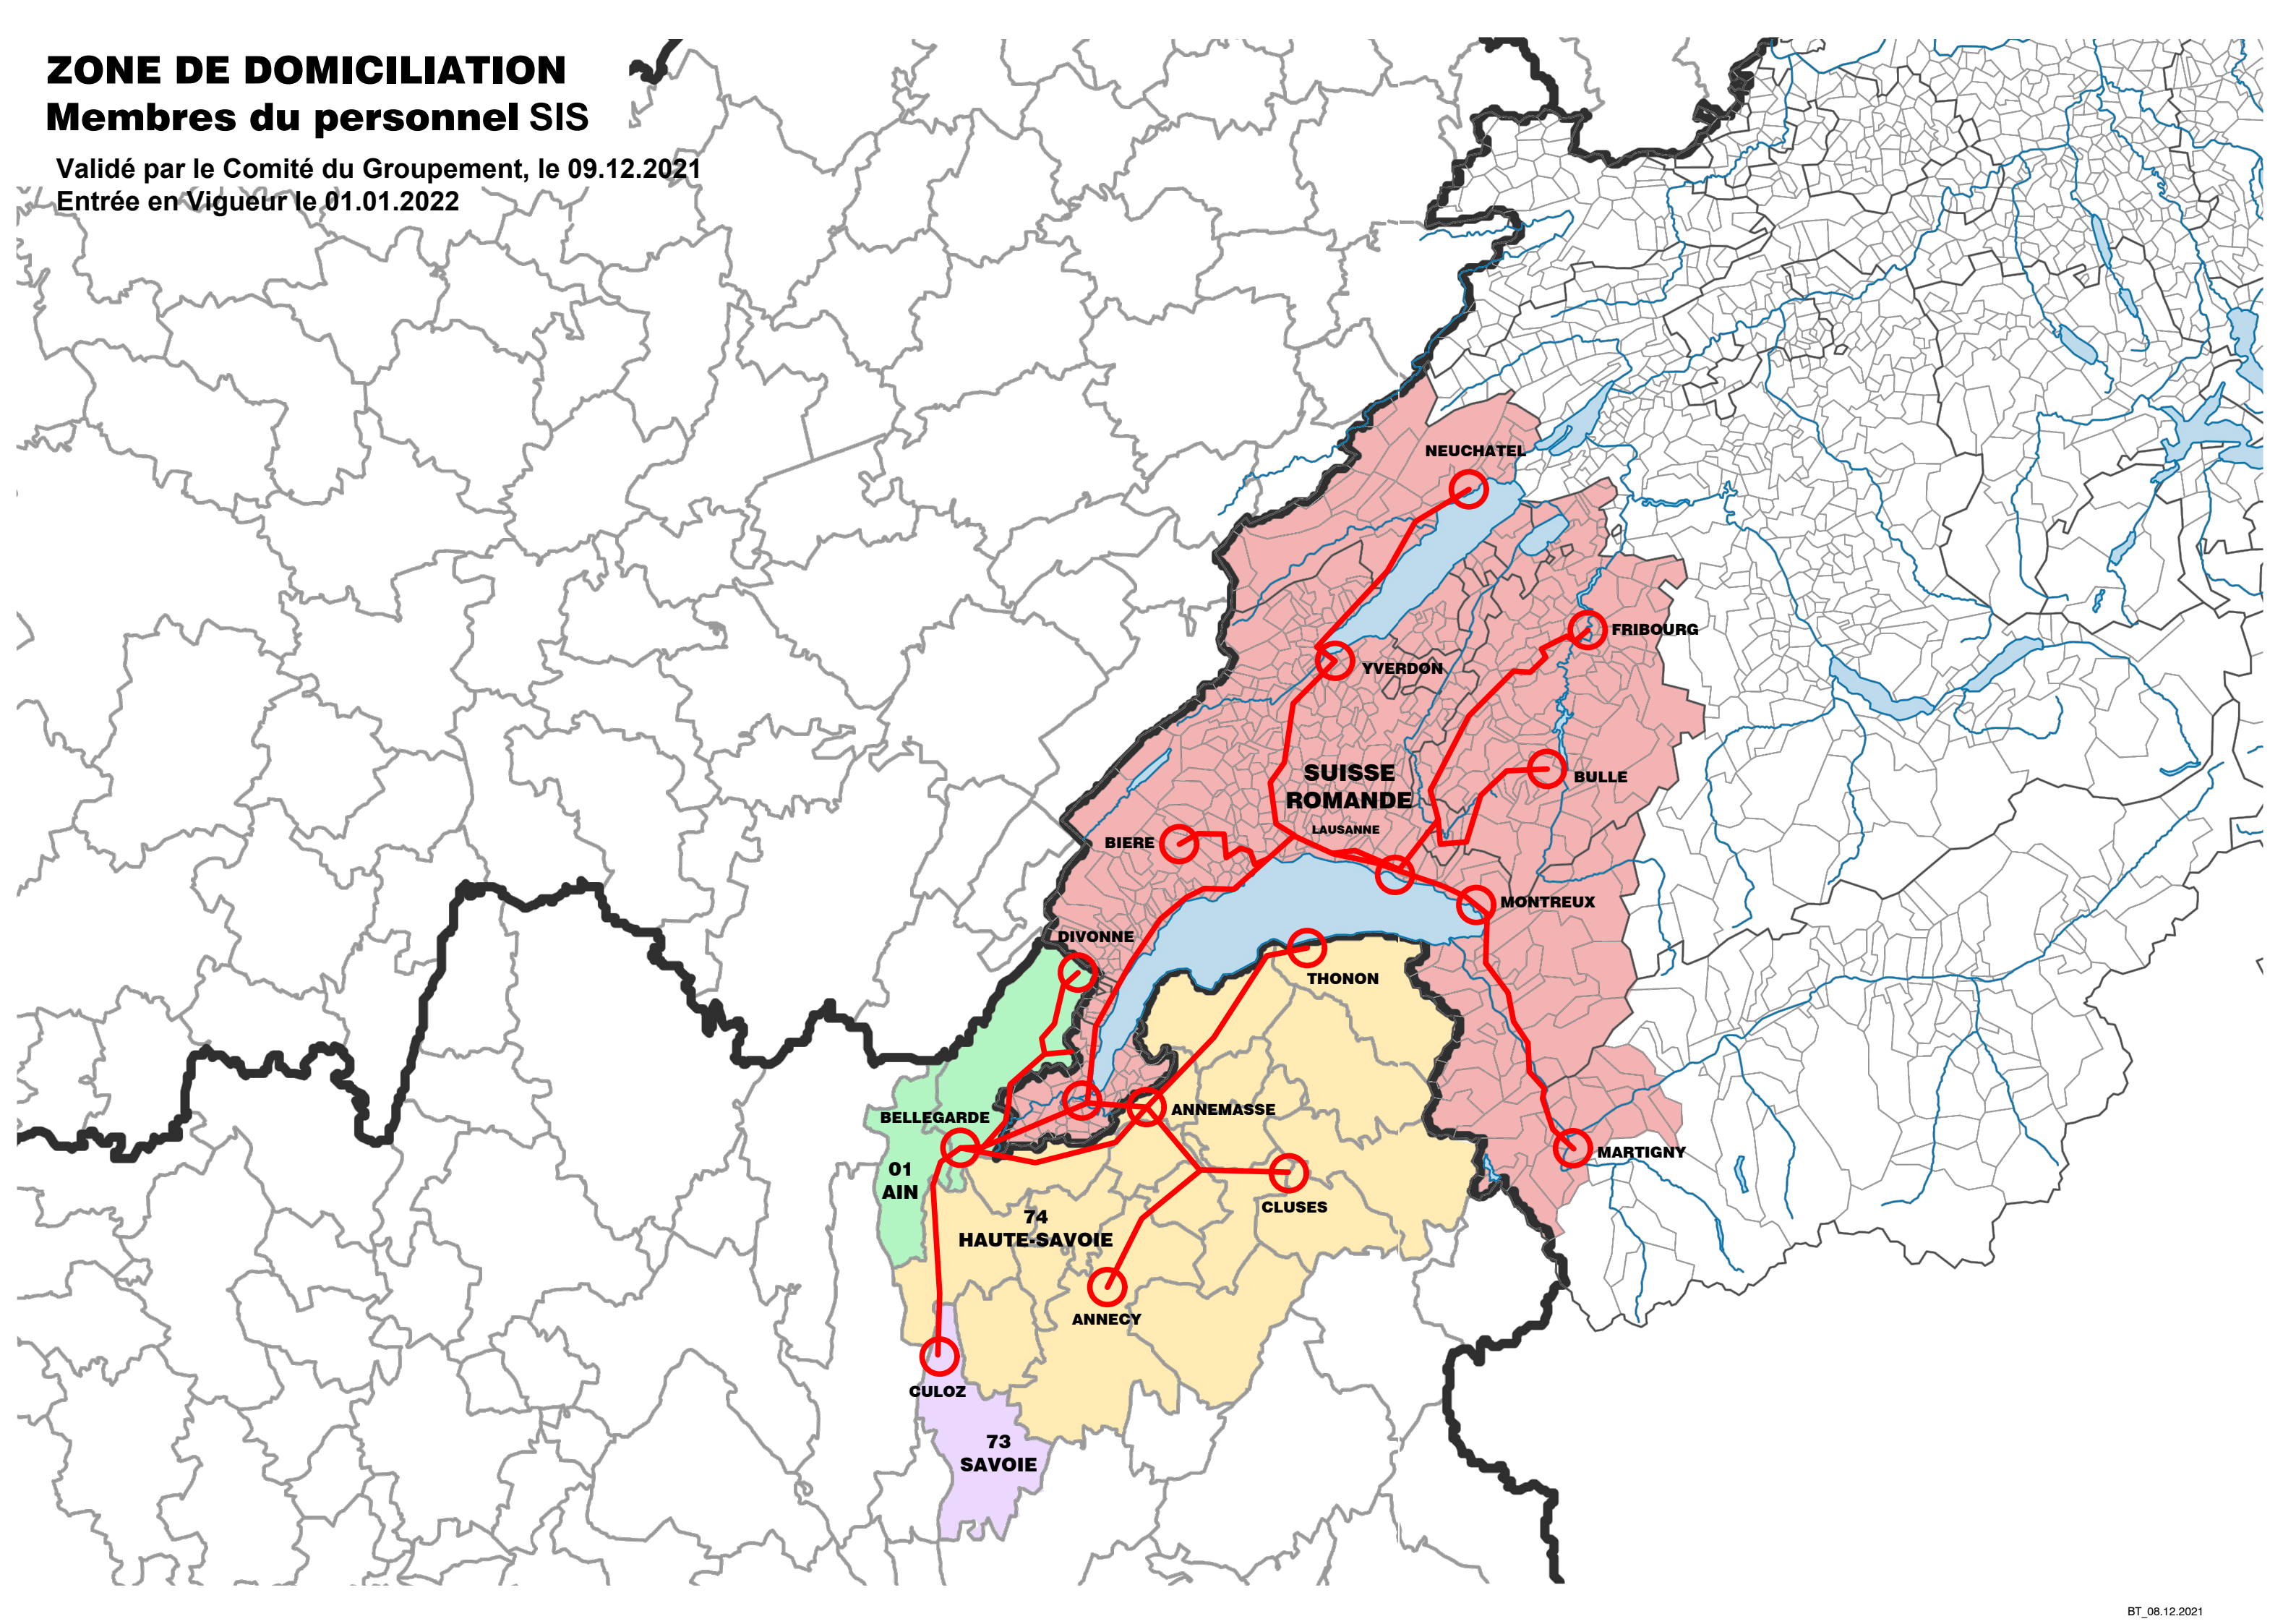 ZONE DE DOMICILIATION
Membres du personnel SIS
Validé par le Comité du Groupement, le 09.12.2021
Entrée en Vigueur le 01.01.2022
NEUCHATEL
FRIBOURG
YVERDON
SUISSE
ROMANDE
BULLE
LAUSANNE
BIERE
MONTREUX
DIVONNE
THONON
BELLEGARDE
ANNEMASSE
MARTIGNY
01
AIN
CLUSES
74
HAUTE-SAVOIE
ANNECY
CULOZ
73
SAVOIE
BT_08.12.2021